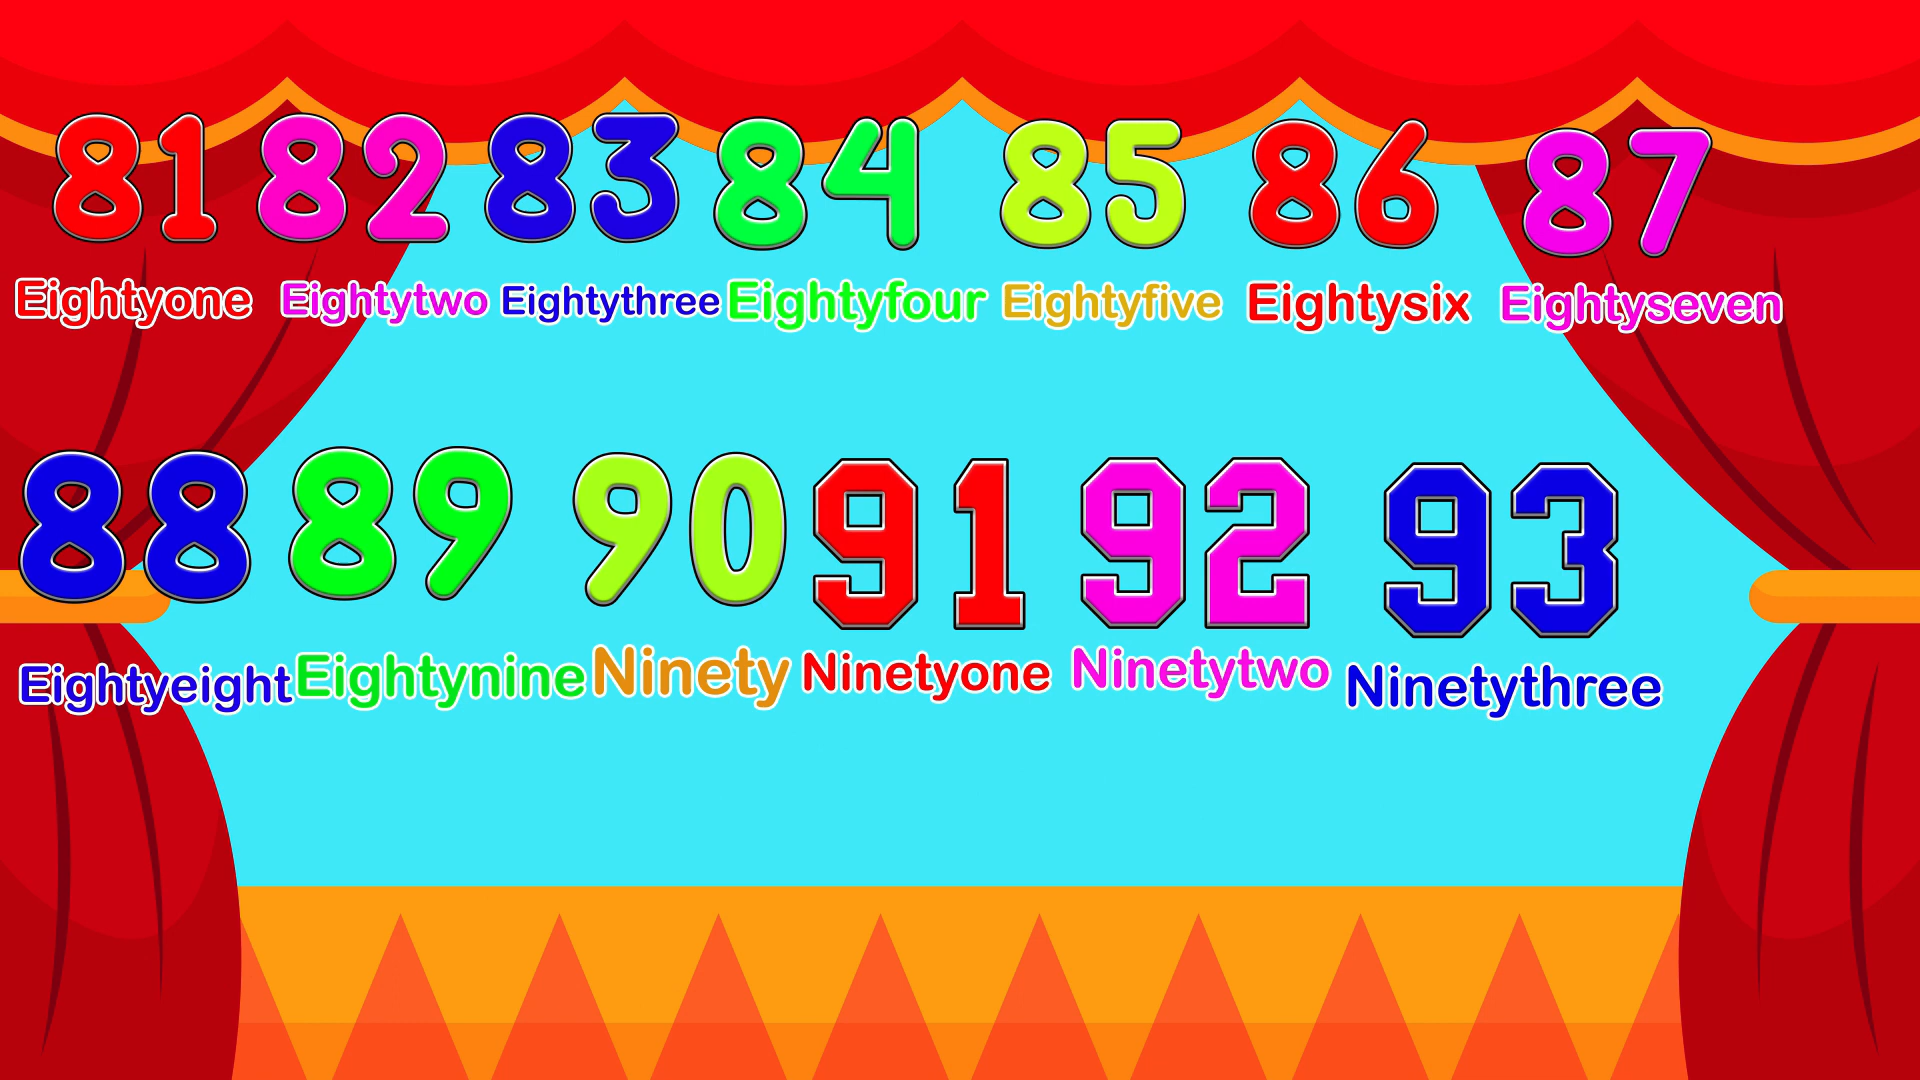 81 82 83 84 85 86 87
Eightyone Eightytwo Eightythree Eightyfour Eightyfive Eightysix Eightyseven
88 89 90 91 92 93
Eightyeight Eightynine Ninety Ninetyone Ninetytwo Ninetythree